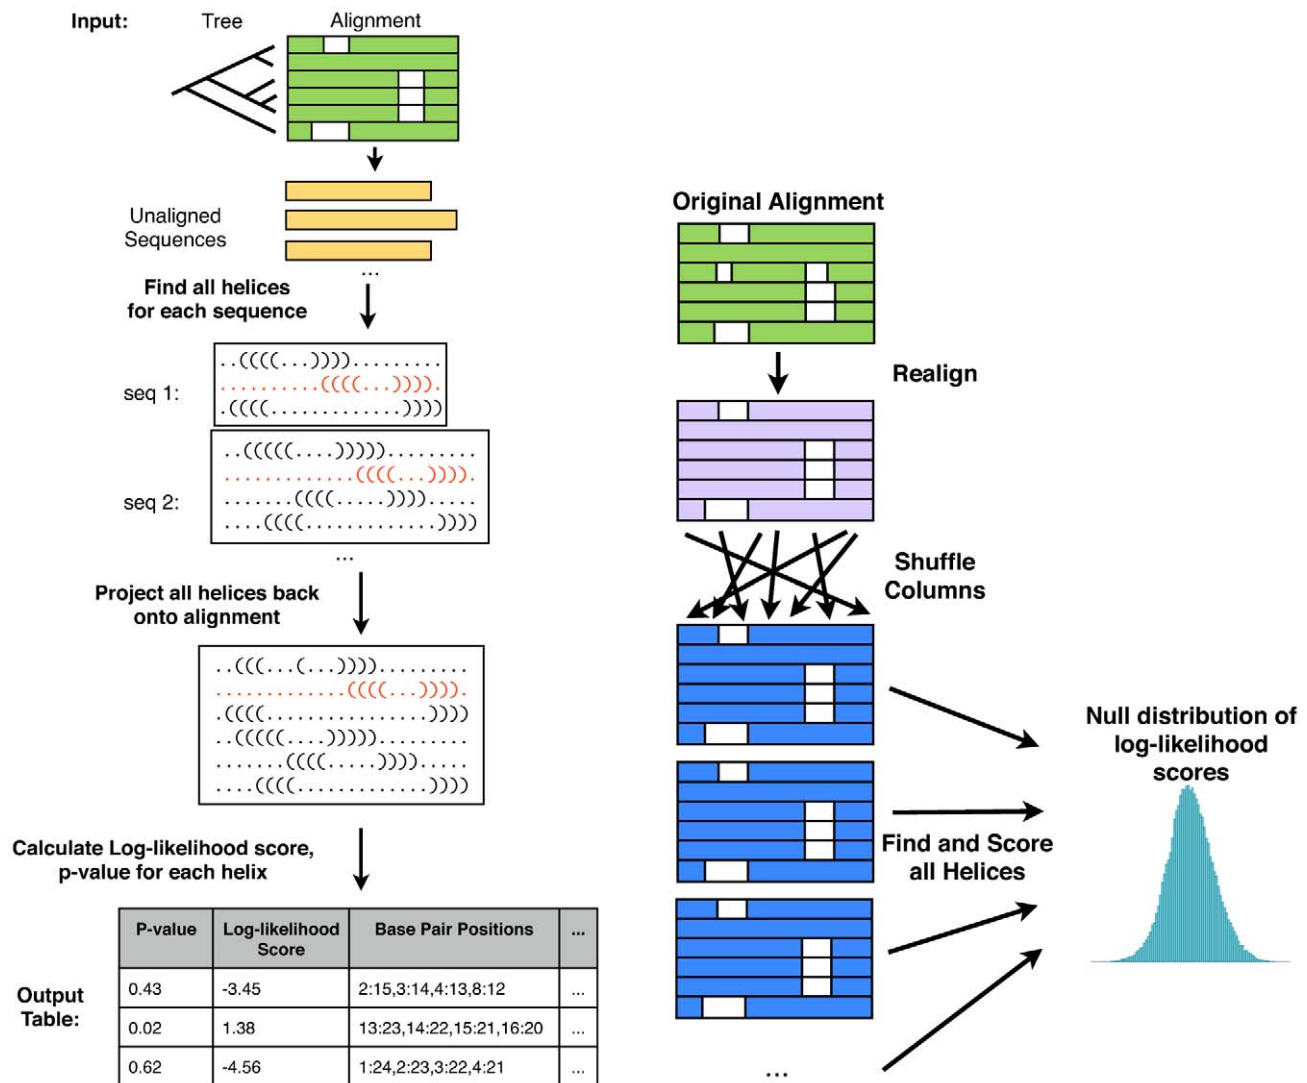 Input:
Tree
Alignment
Unaligned
Sequences
...
Find all helices
for each sequence
seq 1:
..((((...)))).........
..........((((...)))).
.((((.............))))
seq 2:
..(((((....))))).........
.............((((...)))).
.......((((.....)))).....
....((((.............))))
...
Project all helices back
onto alignment
..(((...(...)))).........
.............((((...)))).
.((((................))))
..(((((....))))).........
.......((((.....)))).....
....((((.............))))
Calculate Log-likelihood score,
p-value for each helix
Output
Table:
P-value Log-likelihood Score Base Pair Positions ...
0.43 -3.45 2:15,3:14,4:13,8:12 ...
0.02 1.38 13:23,14:22,15:21,16:20 ...
0.62 -4.56 1:24,2:23,3:22,4:21 ...
Original Alignment
Realign
Shuffle
Columns
Find and Score
all Helices
...
Null distribution of
log-likelihood
scores